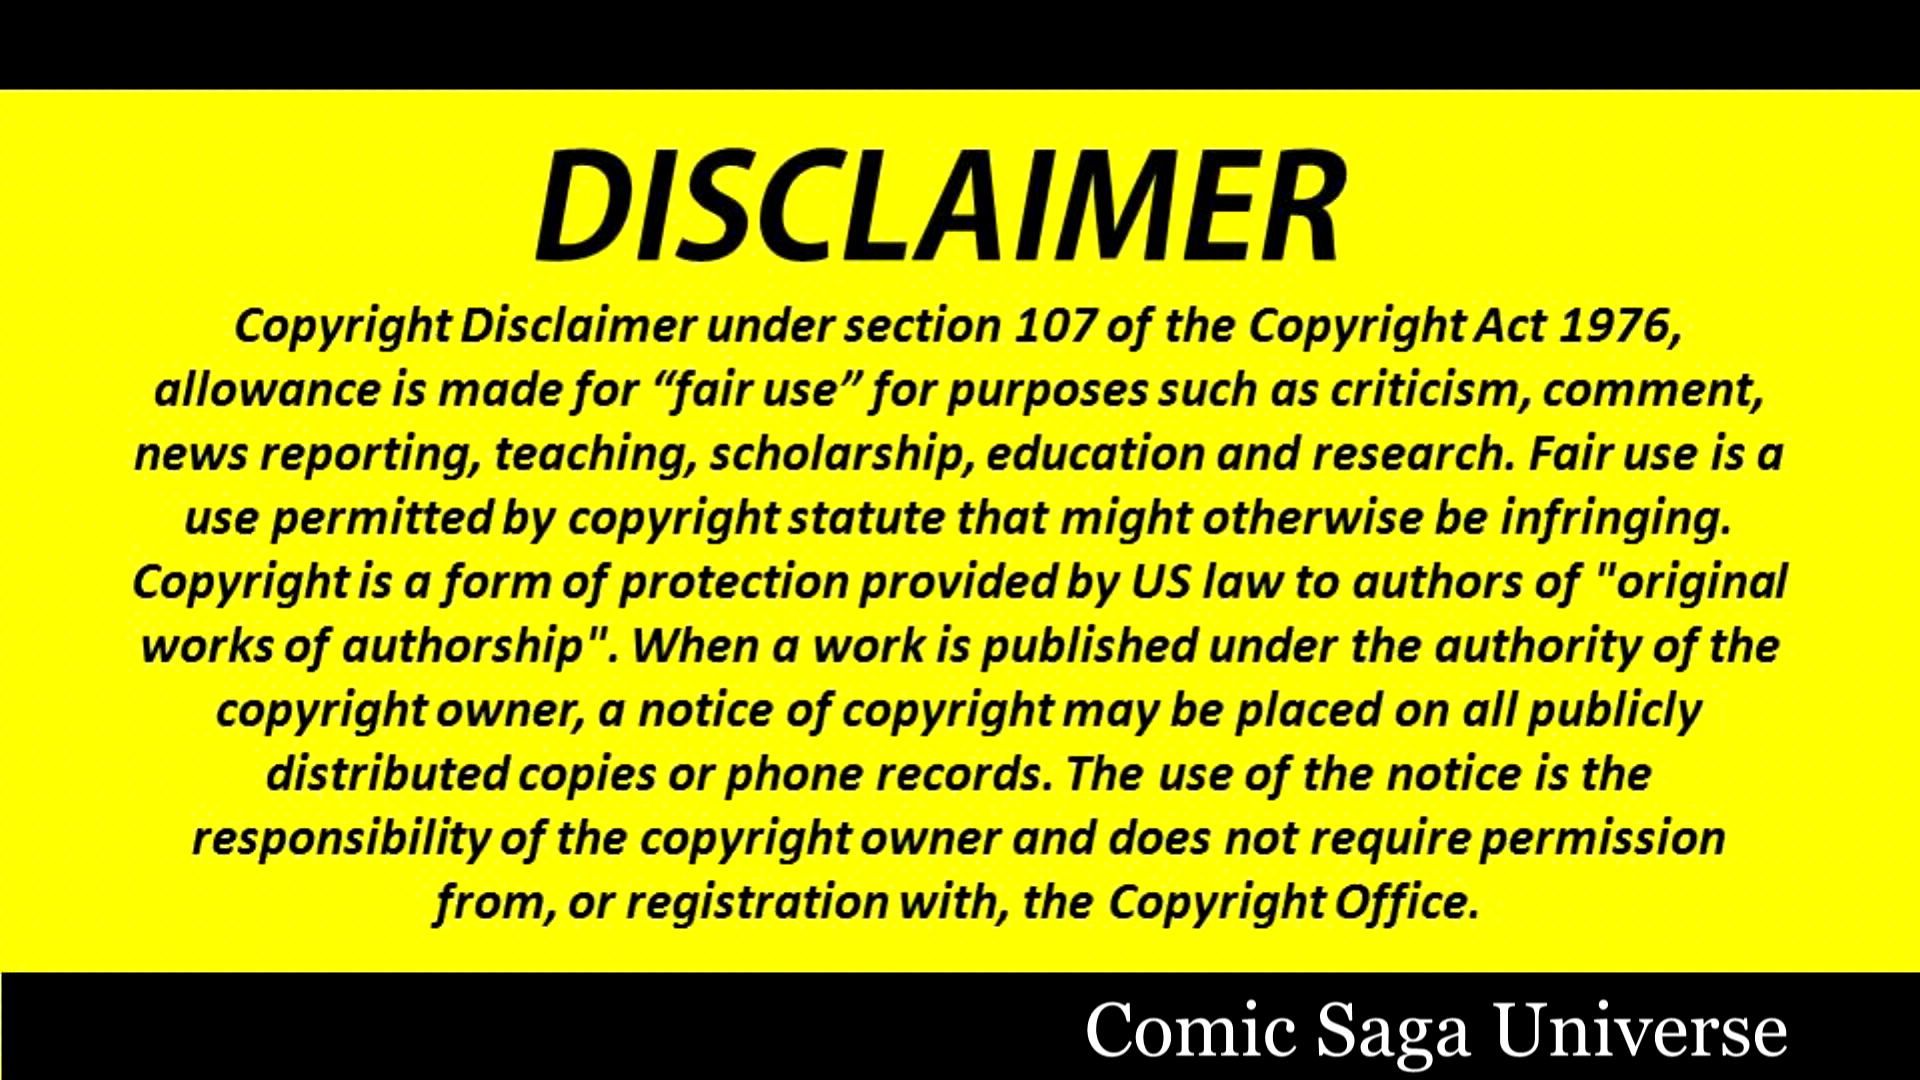 DISCLAIMER
Copyright Disclaimer under section 107 of the Copyright Act 1976,
allowance is made for “fair use” for purposes such as criticism, comment,
news reporting, teaching, scholarship, education and research. Fair use is a
use permitted by copyright statute that might otherwise be infringing.
Copyright is a form of protection provided by US law to authors of "original
works of authorship". When a work is published under the authority of the
copyright owner, a notice of copyright may be placed on all publicly
distributed copies or phone records. The use of the notice is the
responsibility of the copyright owner and does not require permission
from, or registration with, the Copyright Office.
Comic Saga Universe